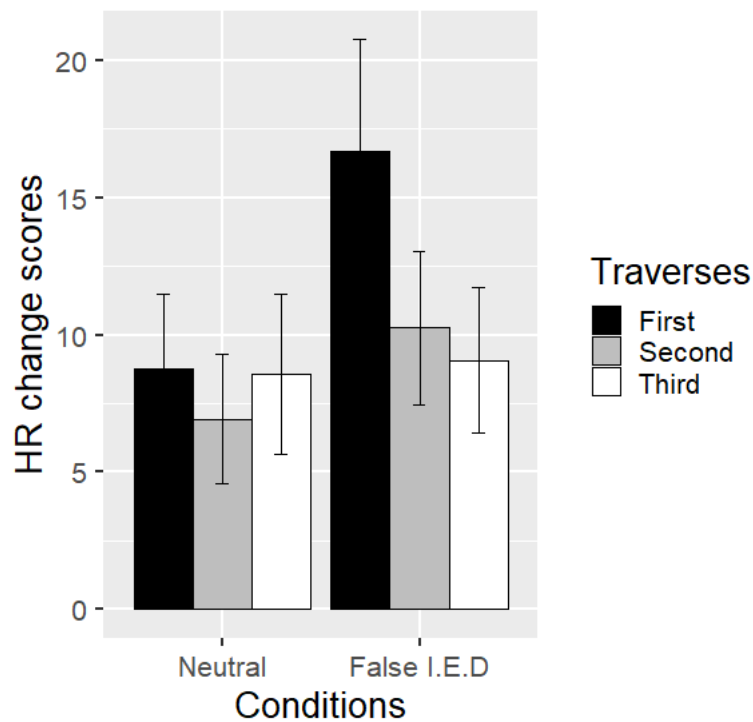 20
15
10
5
0
HR change scores
Neutral
False I.E.D
Conditions
Traverses
First
Second
Third